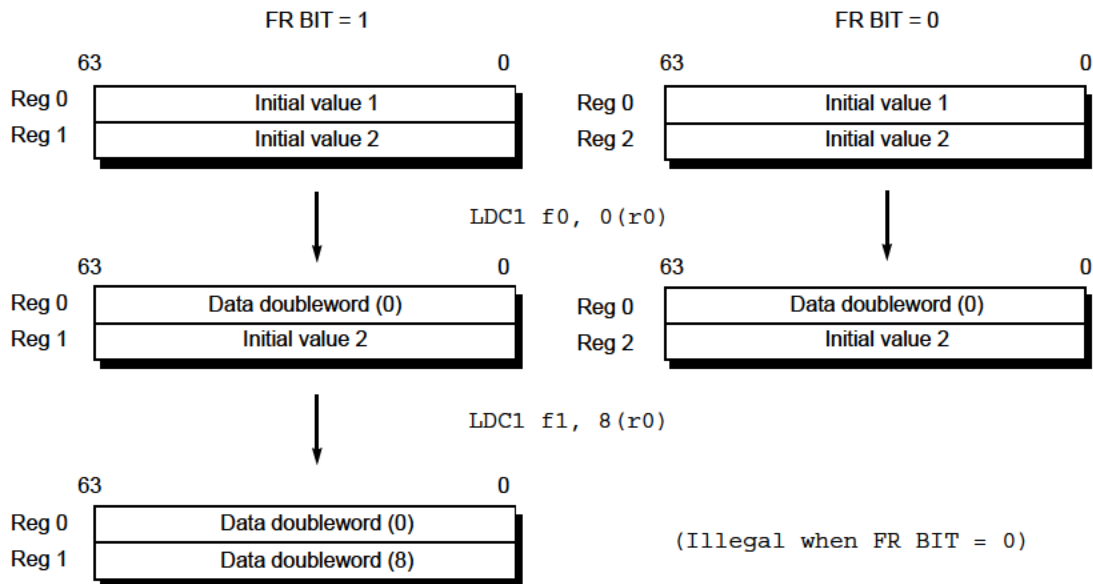 FR BIT = 1 FR BIT = 0
63 0 63 0
Reg 0 Initial value 1 Reg 0 Initial value 1
Reg 1 Initial value 2 Reg 2 Initial value 2
LDC1 f0, 0(r0)
63 0 63 0
Reg 0 Data doubleword (0) Reg 0 Data doubleword (0)
Reg 1 Initial value 2 Reg 2 Initial value 2
LDC1 f1, 8(r0)
63 0
Reg 0 Data doubleword (0)
Reg 1 Data doubleword (8)
(Illegal when FR BIT = 0)